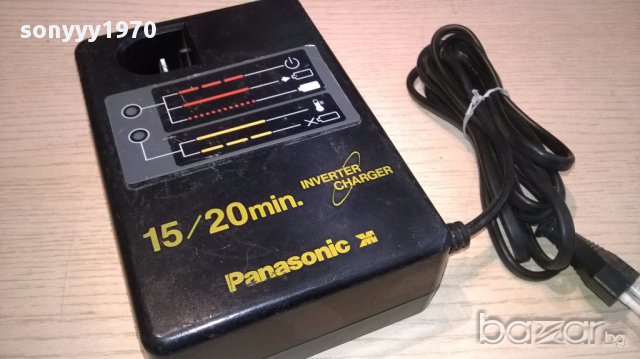 sonyyy1970
INVERTER
CHARGER
15/20min.
Panasonic
bazar.bg